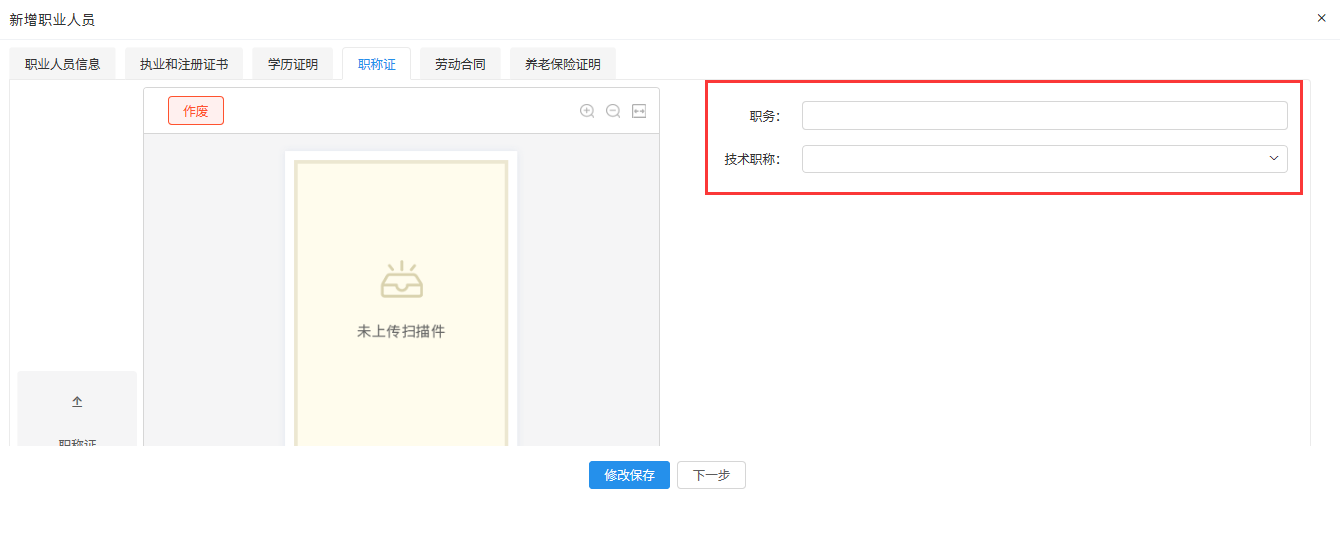 新增职业人员
职业人员信息 执业和注册证书 学历证明 职称证 劳动合同 养老保险证明
作废
职务：
技术职称：
未上传扫描件
职称证
修改保存 下一步